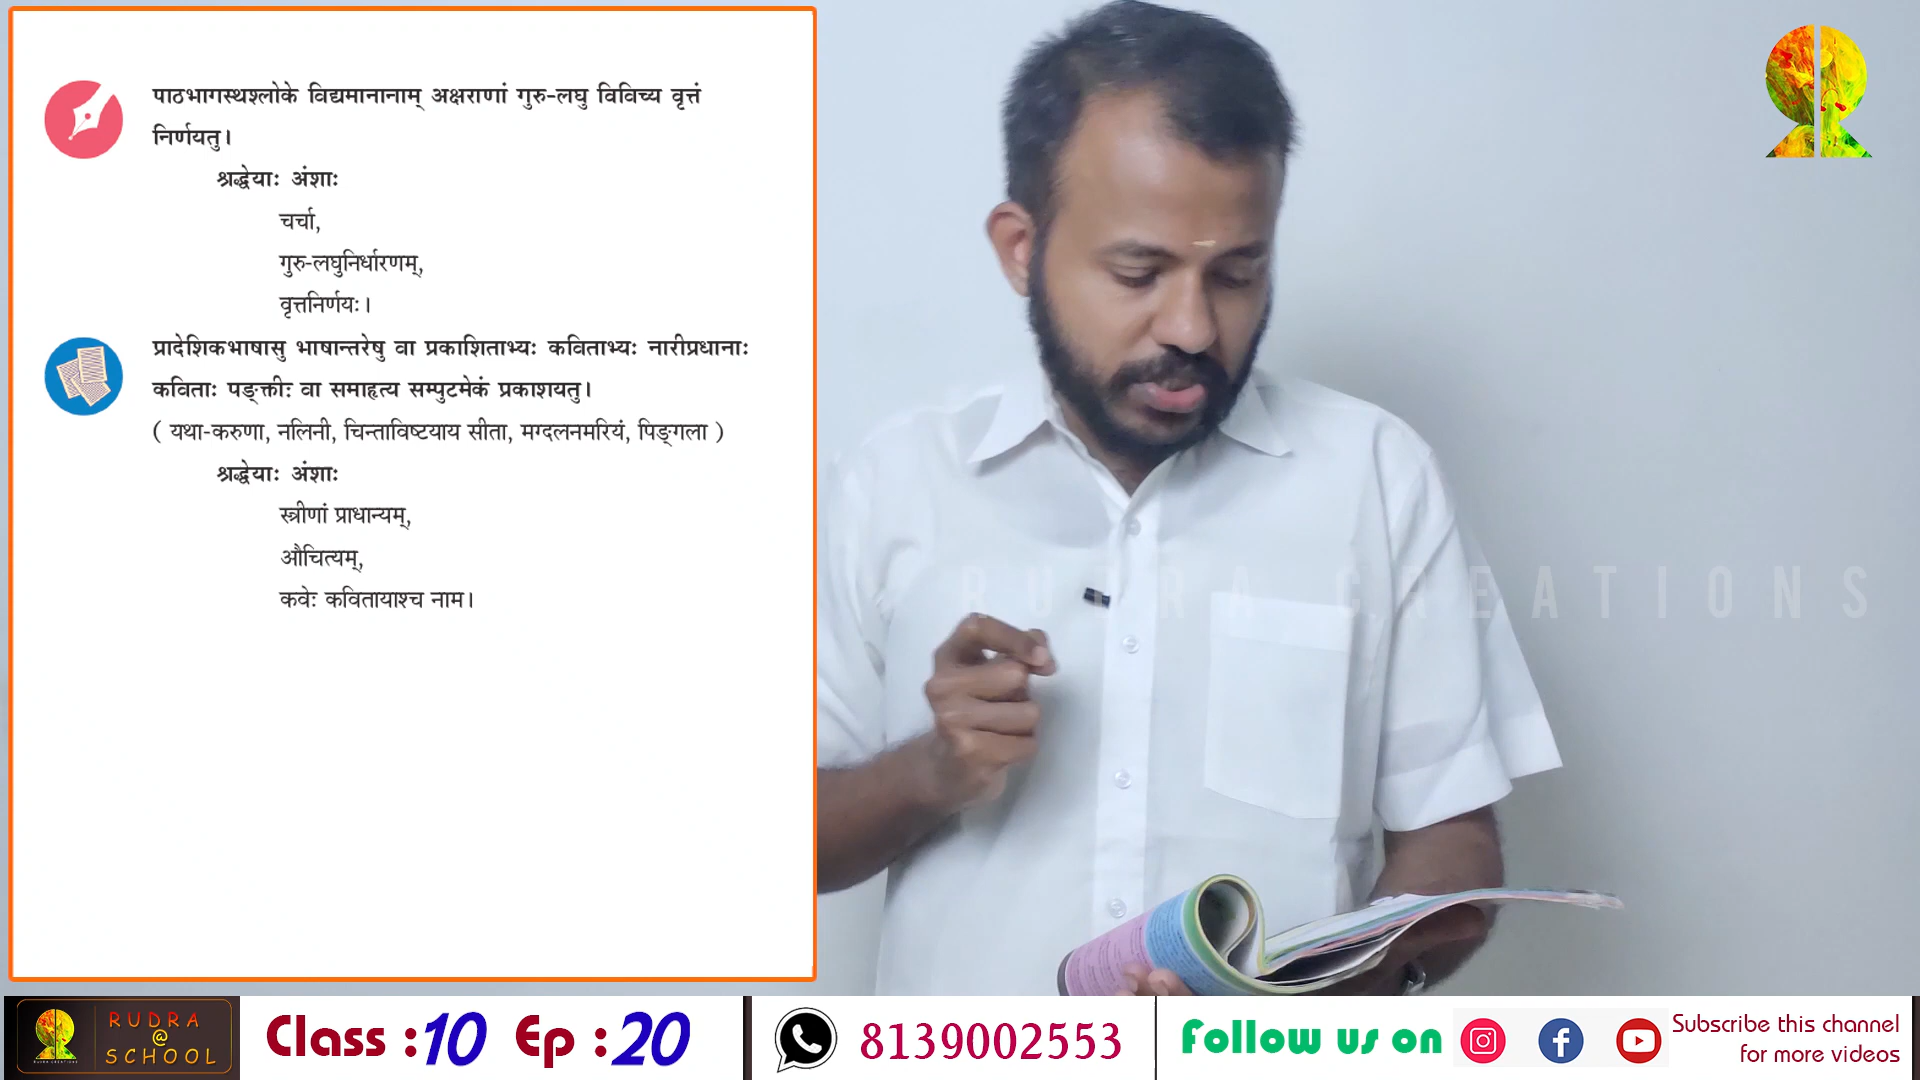 पाठभागस्थश्लोके विद्यमानानाम् अक्षराणां गुरु-लघु विविच्य वृत्तं
निर्णयतु।
श्रद्धेयाः अंशाः
चर्चा,
गुरु-लघुनिर्धारणम्,
वृत्तनिर्णयः।
प्रादेशिकभाषासु भाषान्तरेषु वा प्रकाशिताभ्यः कविताभ्यः नारीप्रधानाः
कविताः पङ्क्तीः वा समाहृत्य सम्पुटमेकं प्रकाशयतु।
( यथा-करुणा, नलिनी, चिन्ताविष्टयाय सीता, मग्दलनमरियं, पिङ्गला )
श्रद्धेयाः अंशाः
स्त्रीणां प्राधान्यम्,
औचित्यम्,
कवेः कवितायाश्च नाम।
RUDRA CREATIONS
RUDRA
@
SCHOOL
Class :10 Ep :20
8139002553
Follow us on
Subscribe this channel
for more videos